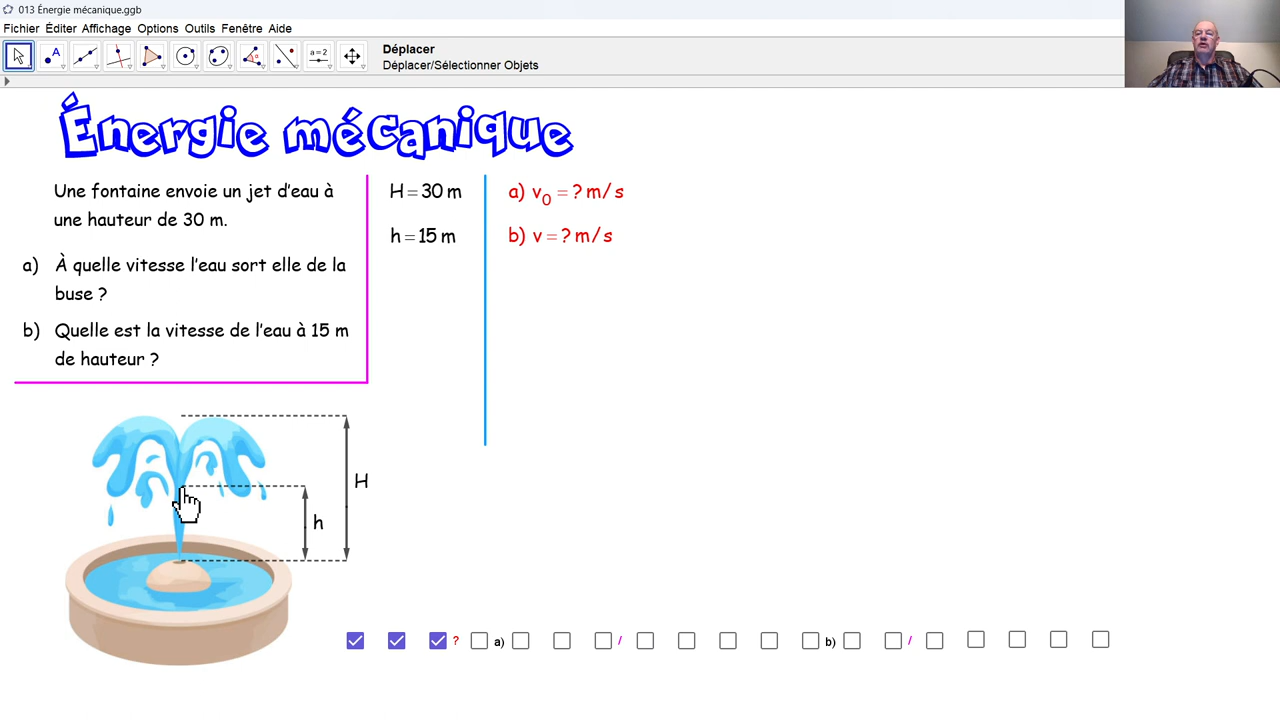 013 Énergie mécanique.ggb
Fichier Éditer Affichage Options Outils Fenêtre Aide
A
a=2
Déplacer
Déplacer/Sélectionner Objets
Énergie mécanique
Une fontaine envoie un jet d'eau à
une hauteur de 30 m.
a) À quelle vitesse l'eau sort elle de la
buse ?
b) Quelle est la vitesse de l'eau à 15 m
de hauteur ?
H = 30 m
h = 15 m
a) v₀ = ? m/s
b) v = ? m/s
H
h
? a) / b) /